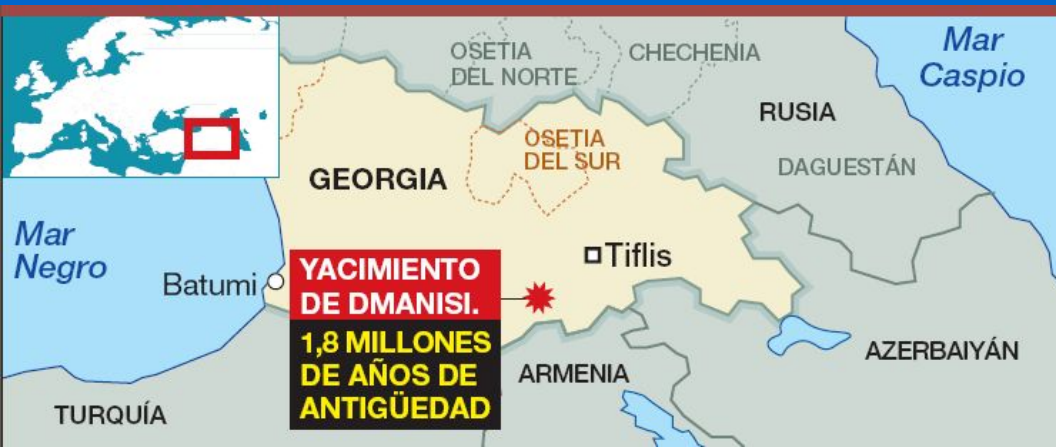 OSETIA
DEL NORTE
CHECHENIA
Mar
Caspio
RUSIA
DAGUESTÁN
OSETIA
DEL SUR
GEORGIA
Mar
Negro
Batumi
Tiflis
YACIMIENTO
DE DMANISI.
1,8 MILLONES
DE AÑOS DE
ANTIGÜEDAD
ARMENIA
AZERBAIYÁN
TURQUÍA